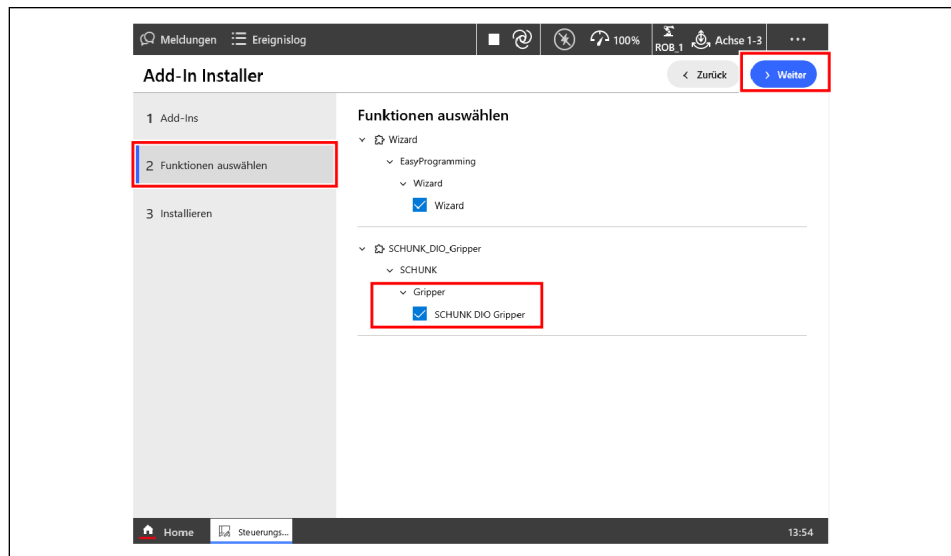 Meldungen Ereignislog 100% ROB_1 Achse 1-3 ...
Add-In Installer Zurück Weiter
1 Add-Ins
2 Funktionen auswählen
3 Installieren
Funktionen auswählen
Wizard
EasyProgramming
Wizard
Wizard
SCHUNK_DIO_Gripper
SCHUNK
Gripper
SCHUNK DIO Gripper
Home Steuerungs... 13:54